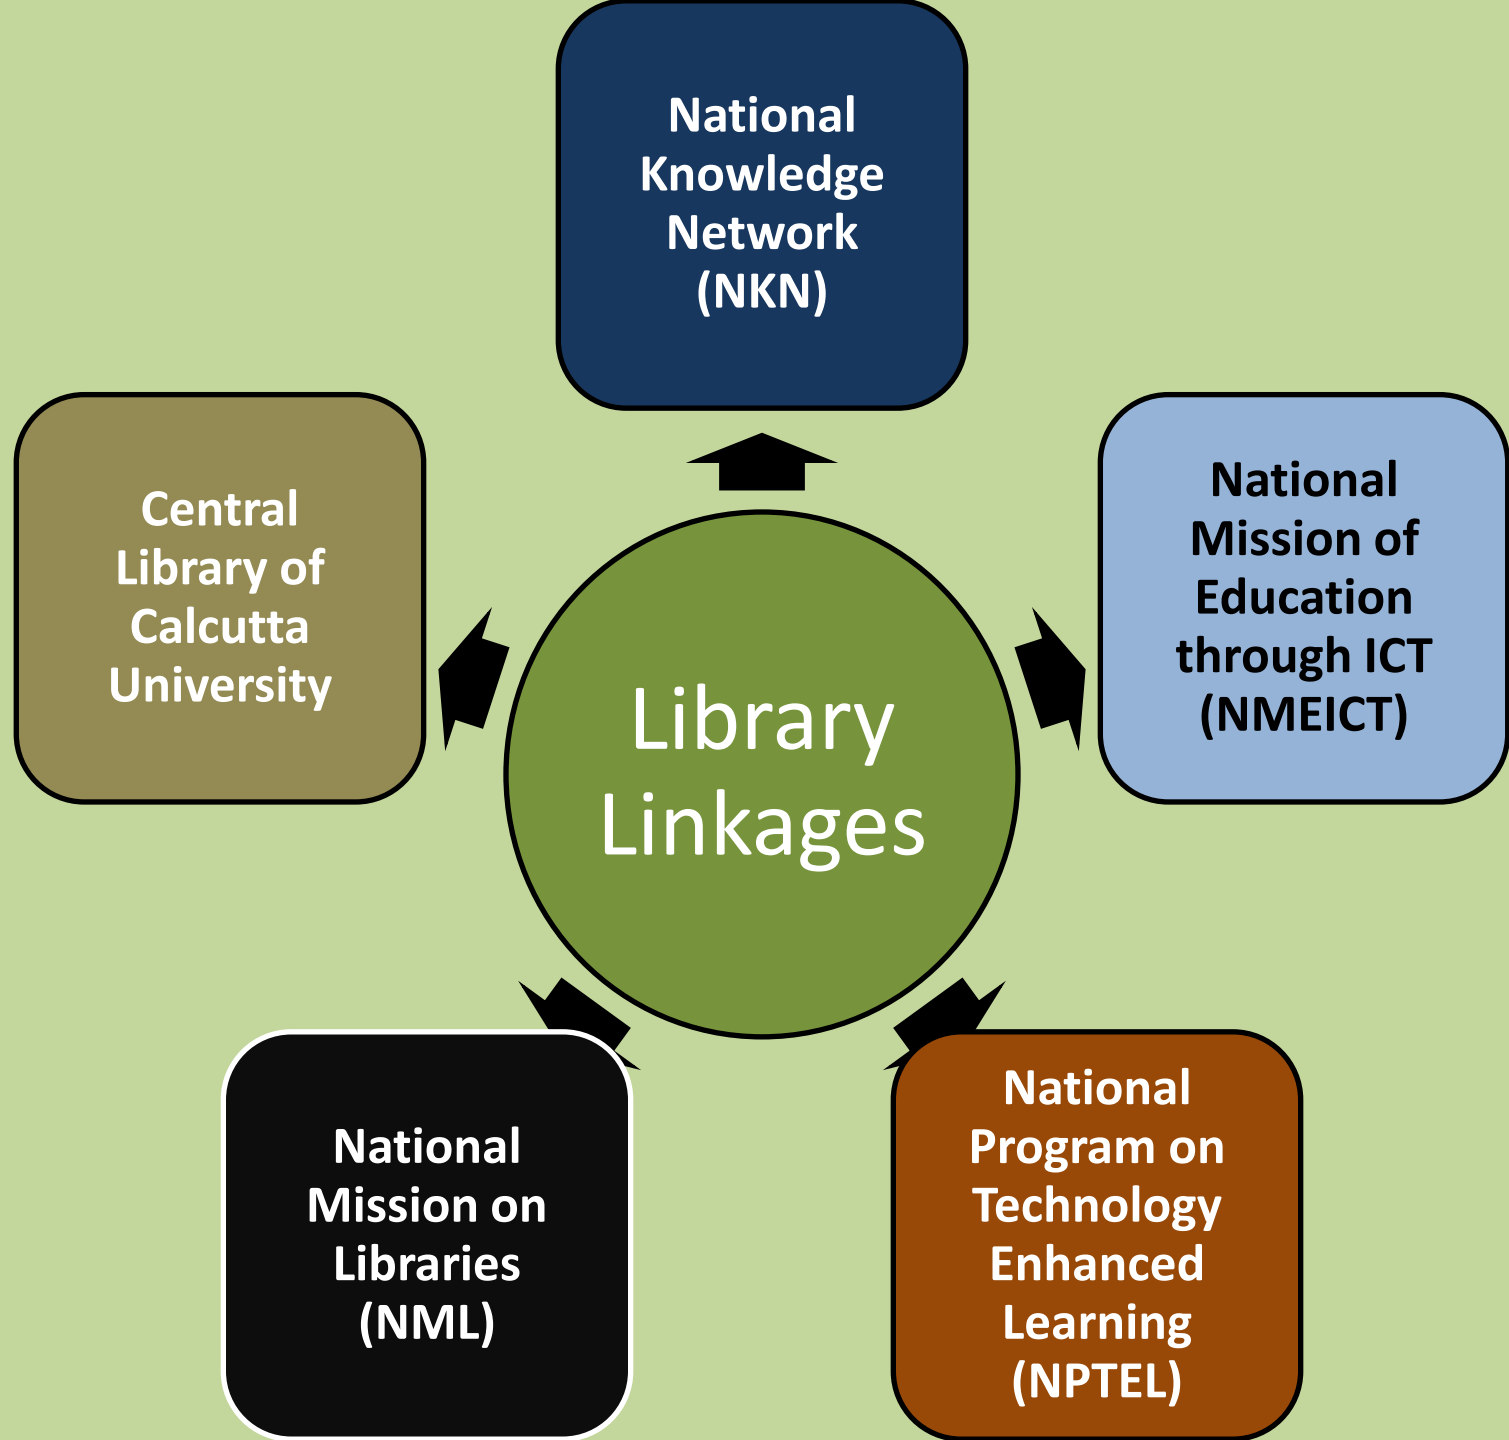 National
Knowledge
Network
(NKN)
Central
Library of
Calcutta
University
National
Mission of
Education
through ICT
(NMEICT)
Library
Linkages
National
Mission on
Libraries
(NML)
National
Program on
Technology
Enhanced
Learning
(NPTEL)